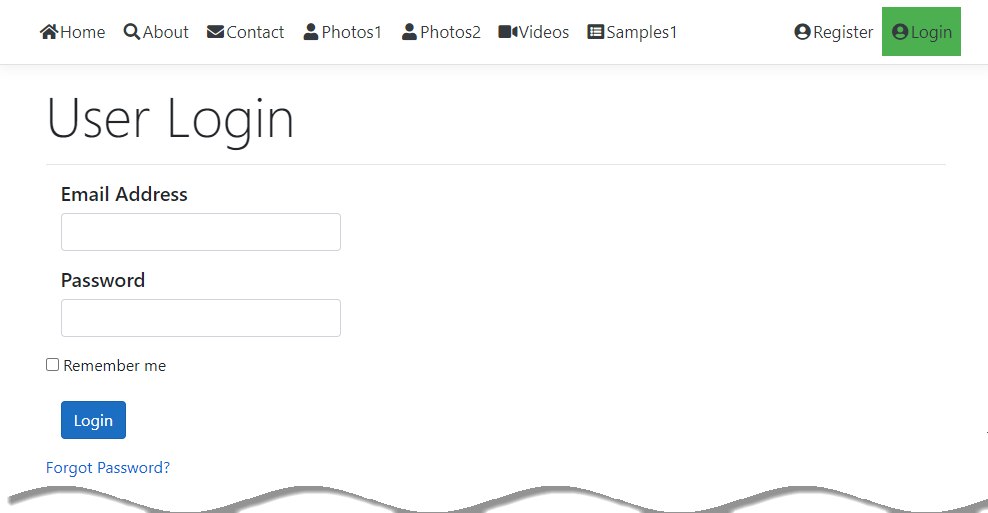 Home About Contact Photos1 Photos2 Videos Samples1 Register Login
User Login
Email Address
Password
Remember me
Login
Forgot Password?